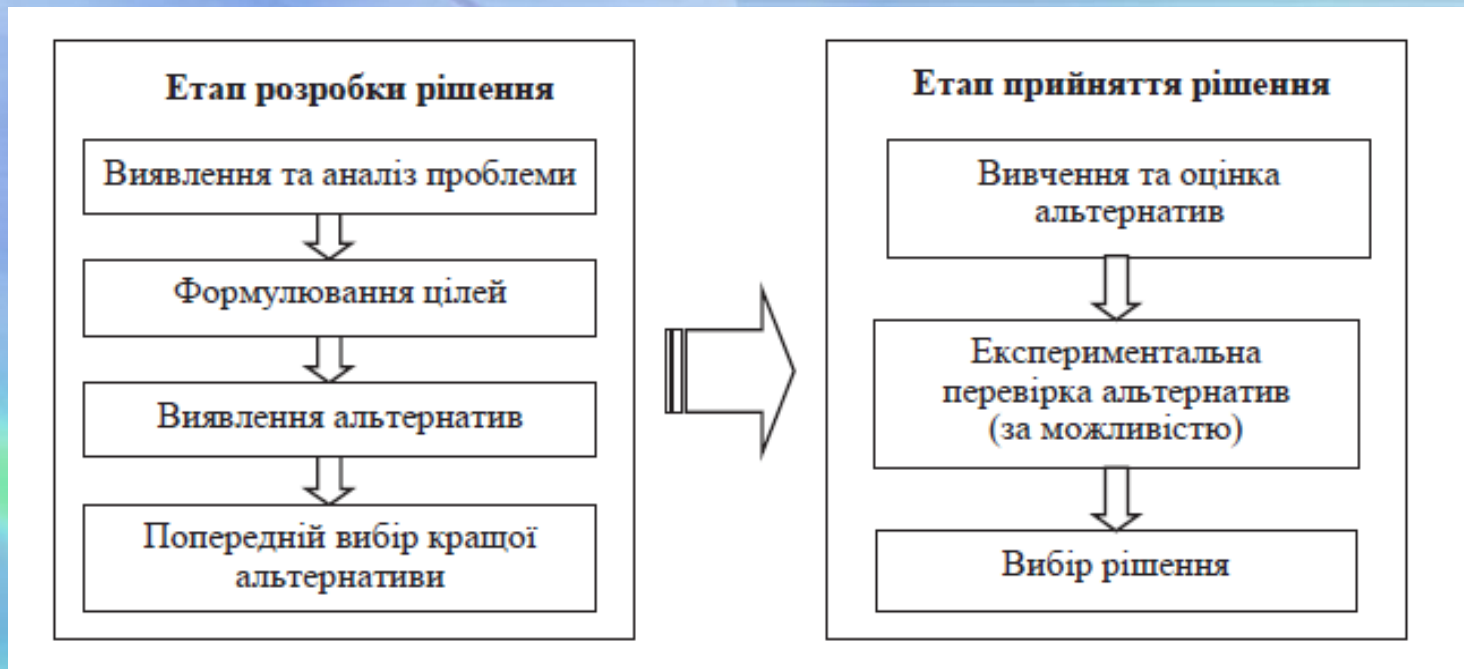 Етап розробки рішення
Виявлення та аналіз проблеми
Формулювання цілей
Виявлення альтернатив
Попередній вибір кращої
альтернативи
Етап прийняття рішення
Вивчення та оцінка
альтернатив
Експериментальна
перевірка альтернатив
(за можливістю)
Вибір рішення